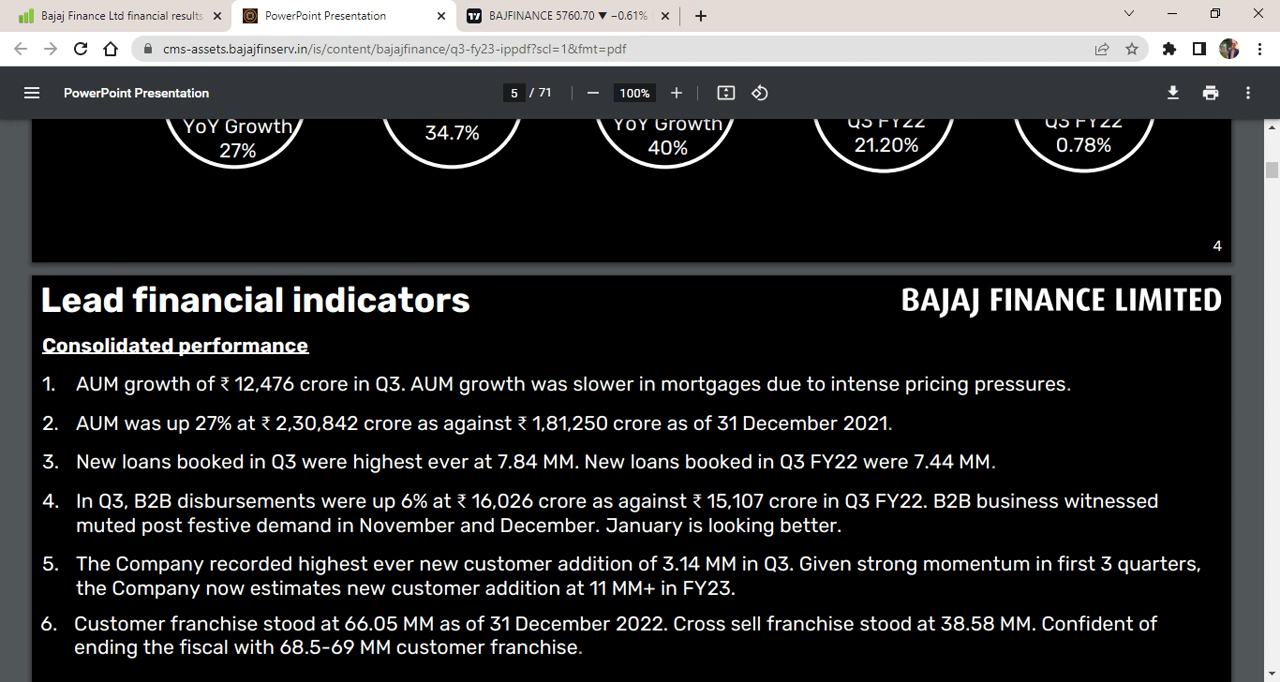 Bajaj Finance Ltd financial results
PowerPoint Presentation
BAJFINANCE 5760.70 ▼ −0.61%
cms-assets.bajajfinserv.in/is/content/bajajfinance/q3-fy23-ippdf?scl=1&fmt=pdf
PowerPoint Presentation
5 / 71
100%
YoY Growth
27%
34.7%
YoY Growth
40%
Q3 FY22
21.20%
Q3 FY22
0.78%
4
Lead financial indicators
BAJAJ FINANCE LIMITED
Consolidated performance
1. AUM growth of ₹ 12,476 crore in Q3. AUM growth was slower in mortgages due to intense pricing pressures.
2. AUM was up 27% at ₹ 2,30,842 crore as against ₹ 1,81,250 crore as of 31 December 2021.
3. New loans booked in Q3 were highest ever at 7.84 MM. New loans booked in Q3 FY22 were 7.44 MM.
4. In Q3, B2B disbursements were up 6% at ₹ 16,026 crore as against ₹ 15,107 crore in Q3 FY22. B2B business witnessed
muted post festive demand in November and December. January is looking better.
5. The Company recorded highest ever new customer addition of 3.14 MM in Q3. Given strong momentum in first 3 quarters,
the Company now estimates new customer addition at 11 MM+ in FY23.
6. Customer franchise stood at 66.05 MM as of 31 December 2022. Cross sell franchise stood at 38.58 MM. Confident of
ending the fiscal with 68.5-69 MM customer franchise.